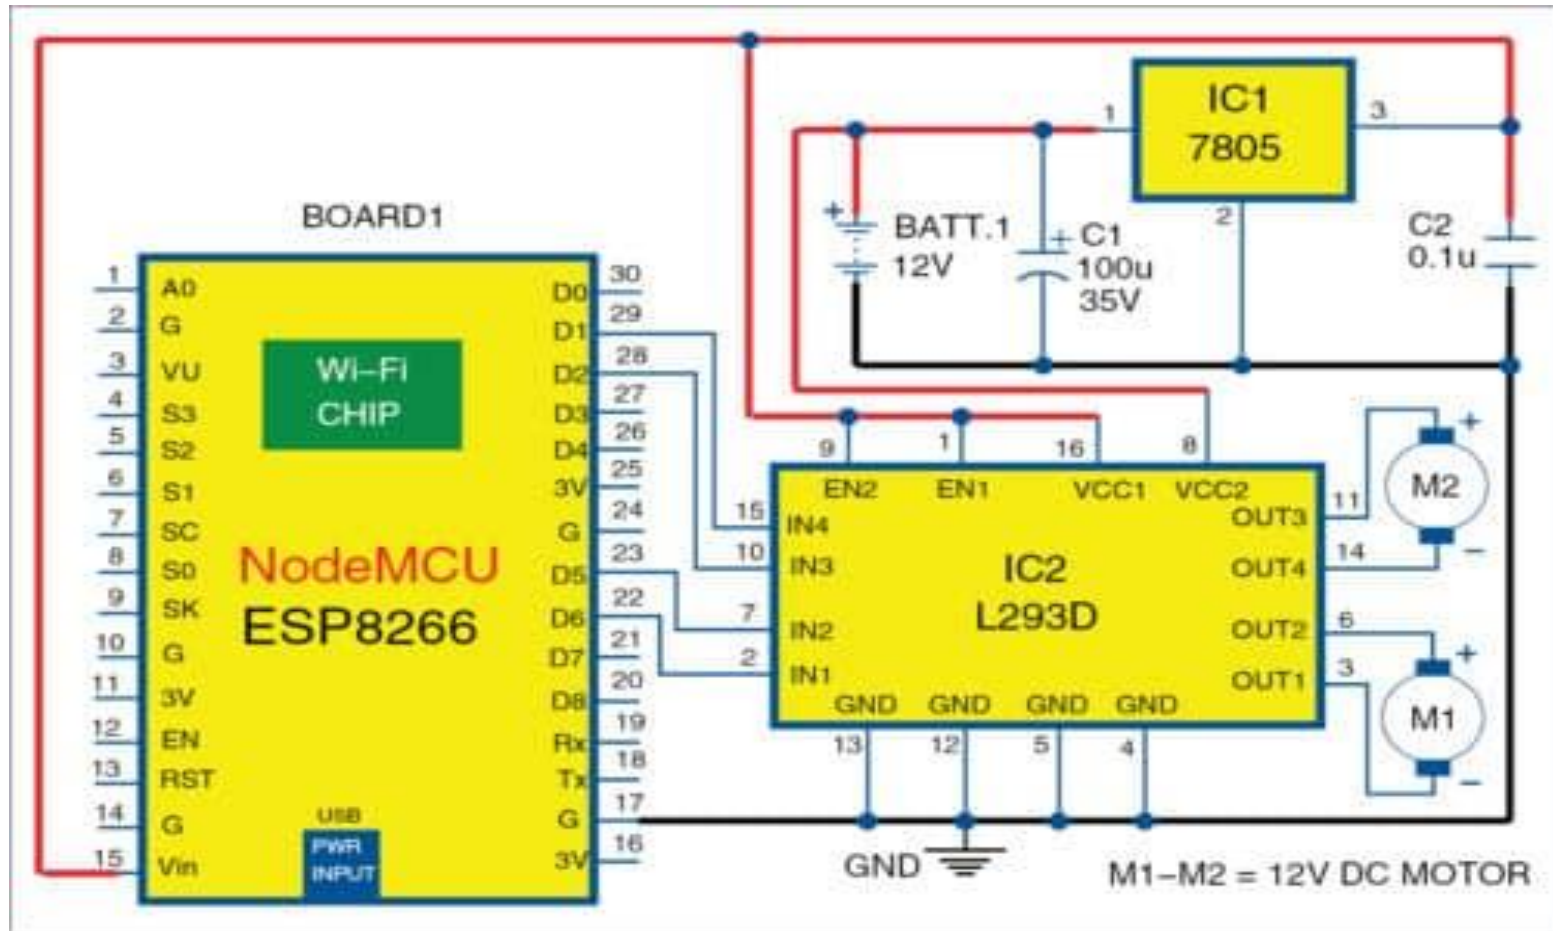 IC1
7805
1
3
2
BATT.1
12V
+
+
C1
100u
35V
C2
0.1u
BOARD1
1
A0
2
G
3
VU
4
S3
5
S2
6
S1
7
SC
8
S0
9
SK
10
G
11
3V
12
EN
13
RST
14
G
15
Vin
Wi-Fi
CHIP
NodeMCU
ESP8266
USB
PWR
INPUT
D0
30
D1
29
D2
28
D3
27
D4
26
3V
25
G
24
D5
23
D6
22
D7
21
D8
20
Rx
19
Tx
18
G
17
3V
16
9
1
16
8
EN2
EN1
VCC1
VCC2
15
IN4
10
IN3
7
IN2
2
IN1
IC2
L293D
OUT3
11
OUT4
14
OUT2
6
OUT1
3
GND
GND
GND
GND
13
12
5
4
+
M2
−
+
M1
−
GND
M1−M2 = 12V DC MOTOR